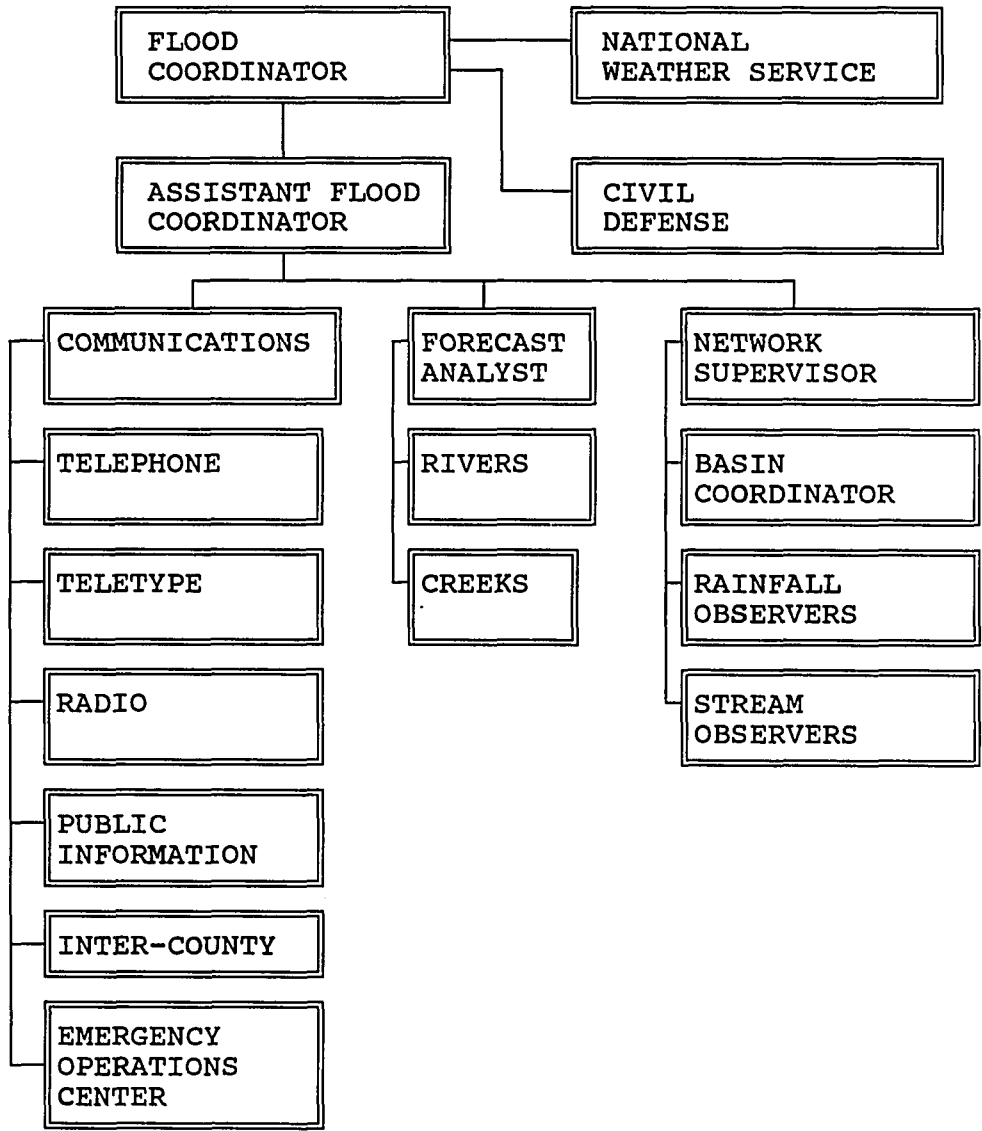 FLOOD
COORDINATOR
NATIONAL
WEATHER SERVICE
ASSISTANT FLOOD
COORDINATOR
CIVIL
DEFENSE
COMMUNICATIONS
TELEPHONE
TELETYPE
RADIO
PUBLIC
INFORMATION
INTER-COUNTY
EMERGENCY
OPERATIONS
CENTER
FORECAST
ANALYST
RIVERS
CREEKS
NETWORK
SUPERVISOR
BASIN
COORDINATOR
RAINFALL
OBSERVERS
STREAM
OBSERVERS